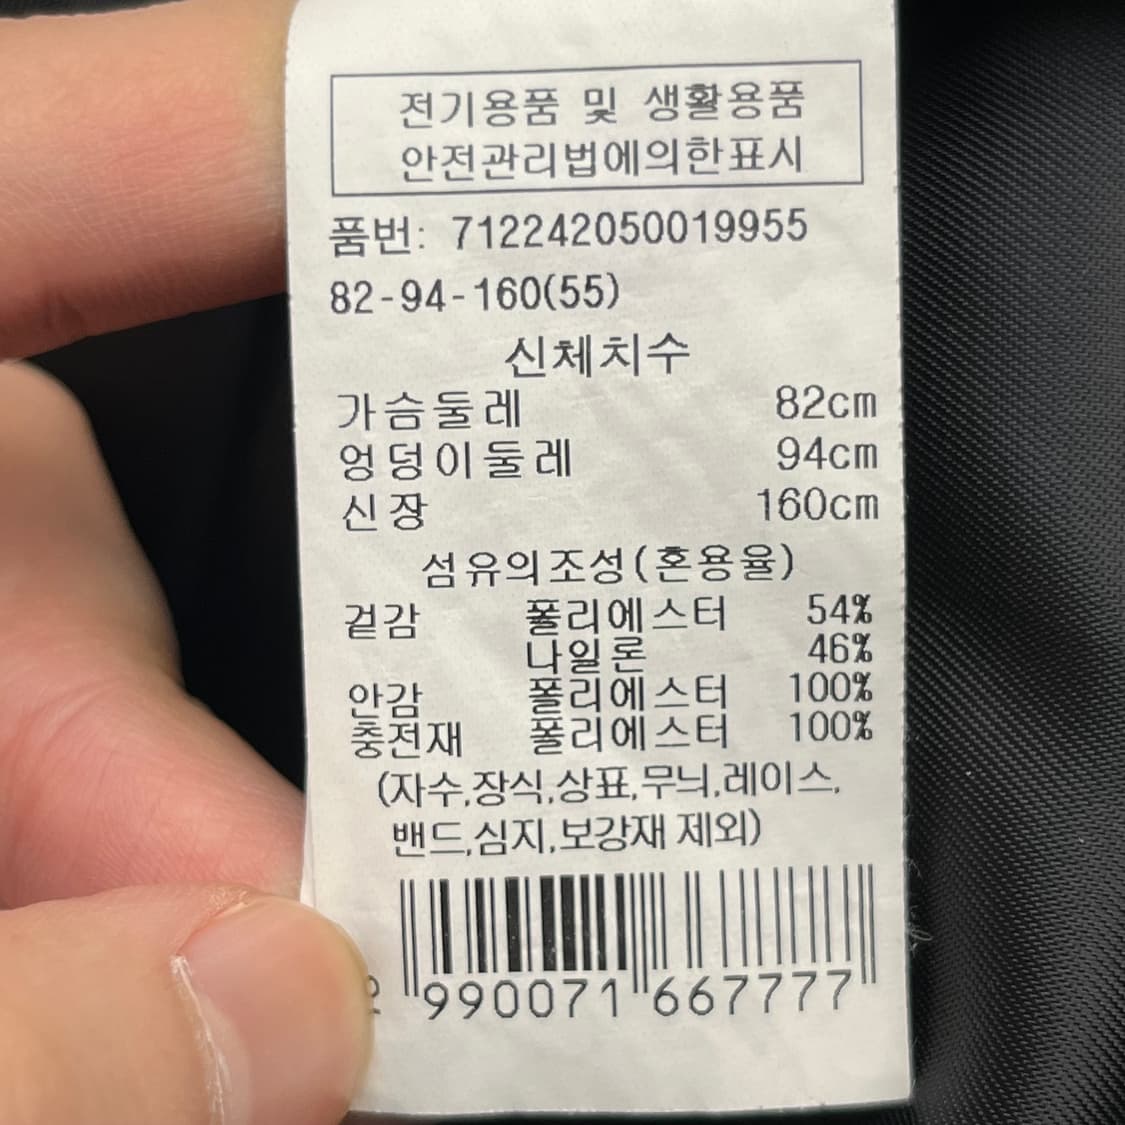 전기용품 및 생활용품
안전관리법에의한표시
품번: 712242050019955
82-94-160(55)
신체치수
가슴둘레 82cm
엉덩이둘레 94cm
신장 160cm
섬유의조성(혼용율)
겉감 폴리에스터 54%
나일론 46%
안감 폴리에스터 100%
충전재 폴리에스터 100%
(자수,장식,상표,무늬,레이스,
밴드,심지,보강재 제외)
990071 667777